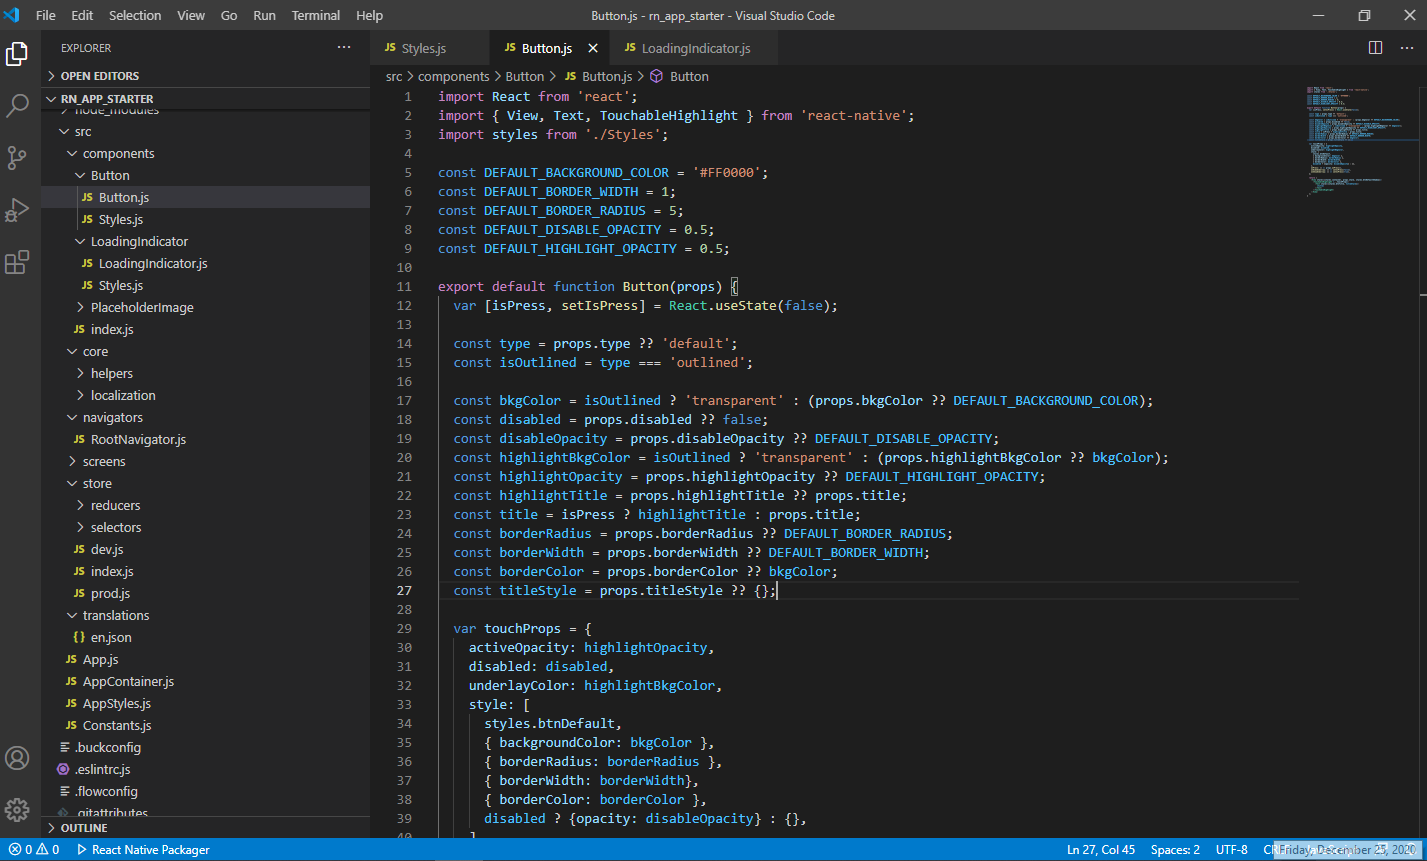 File Edit Selection View Go Run Terminal Help
Button.js - rn_app_starter - Visual Studio Code
EXPLORER
OPEN EDITORS
RN_APP_STARTER
node_modules
src
components
Button
JS Button.js
JS Styles.js
LoadingIndicator
JS LoadingIndicator.js
JS Styles.js
PlaceholderImage
JS index.js
core
helpers
localization
navigators
JS RootNavigator.js
screens
store
reducers
selectors
JS dev.js
JS index.js
JS prod.js
translations
{} en.json
JS App.js
JS AppContainer.js
JS AppStyles.js
JS Constants.js
.buckconfig
.eslintrc.js
.flowconfig
.gitattributes
OUTLINE
JS Styles.js JS Button.js JS LoadingIndicator.js
src > components > Button > JS Button.js > Button
1 import React from 'react';
2 import { View, Text, TouchableHighlight } from 'react-native';
3 import styles from './Styles';
4
5 const DEFAULT_BACKGROUND_COLOR = '#FF0000';
6 const DEFAULT_BORDER_WIDTH = 1;
7 const DEFAULT_BORDER_RADIUS = 5;
8 const DEFAULT_DISABLE_OPACITY = 0.5;
9 const DEFAULT_HIGHLIGHT_OPACITY = 0.5;
10
11 export default function Button(props) {
12 var [isPress, setIsPress] = React.useState(false);
13
14 const type = props.type ?? 'default';
15 const isOutlined = type === 'outlined';
16
17 const bkgColor = isOutlined ? 'transparent' : (props.bkgColor ?? DEFAULT_BACKGROUND_COLOR);
18 const disabled = props.disabled ?? false;
19 const disableOpacity = props.disableOpacity ?? DEFAULT_DISABLE_OPACITY;
20 const highlightBkgColor = isOutlined ? 'transparent' : (props.highlightBkgColor ?? bkgColor);
21 const highlightOpacity = props.highlightOpacity ?? DEFAULT_HIGHLIGHT_OPACITY;
22 const highlightTitle = props.highlightTitle ?? props.title;
23 const title = isPress ? highlightTitle : props.title;
24 const borderRadius = props.borderRadius ?? DEFAULT_BORDER_RADIUS;
25 const borderWidth = props.borderWidth ?? DEFAULT_BORDER_WIDTH;
26 const borderColor = props.borderColor ?? bkgColor;
27 const titleStyle = props.titleStyle ?? {};
28
29 var touchProps = {
30 activeOpacity: highlightOpacity,
31 disabled: disabled,
32 underlayColor: highlightBkgColor,
33 style: [
34 styles.btnDefault,
35 { backgroundColor: bkgColor },
36 { borderRadius: borderRadius },
37 { borderWidth: borderWidth},
38 { borderColor: borderColor },
39 disabled ? {opacity: disableOpacity} : {},
40 ]
0 0 React Native Packager
Ln 27, Col 45 Spaces: 2 UTF-8
Friday, December 25, 2020